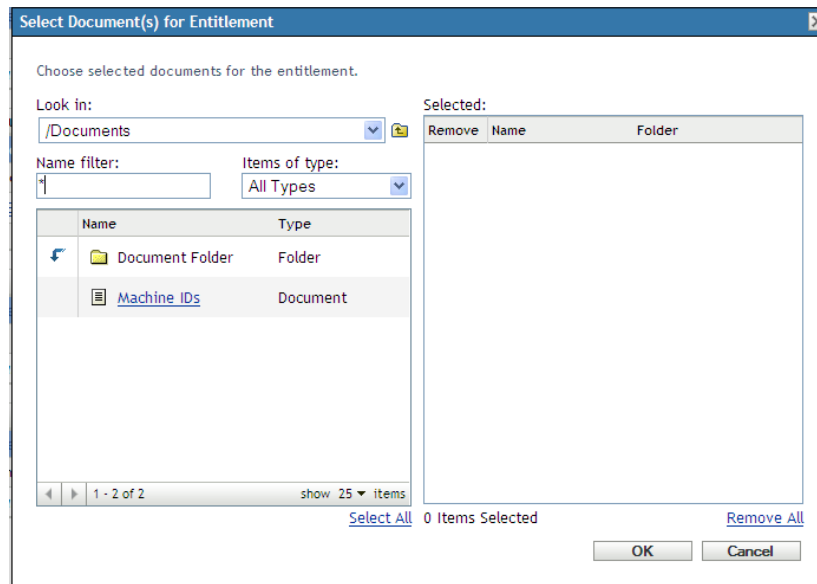 Select Document(s) for Entitlement
Choose selected documents for the entitlement.
Look in:
/Documents
Name filter:
Items of type:
*
All Types
Name Type
Document Folder Folder
Machine IDs Document
1 - 2 of 2 show 25 items
Select All
Selected:
Remove Name Folder
0 Items Selected
Remove All
OK Cancel